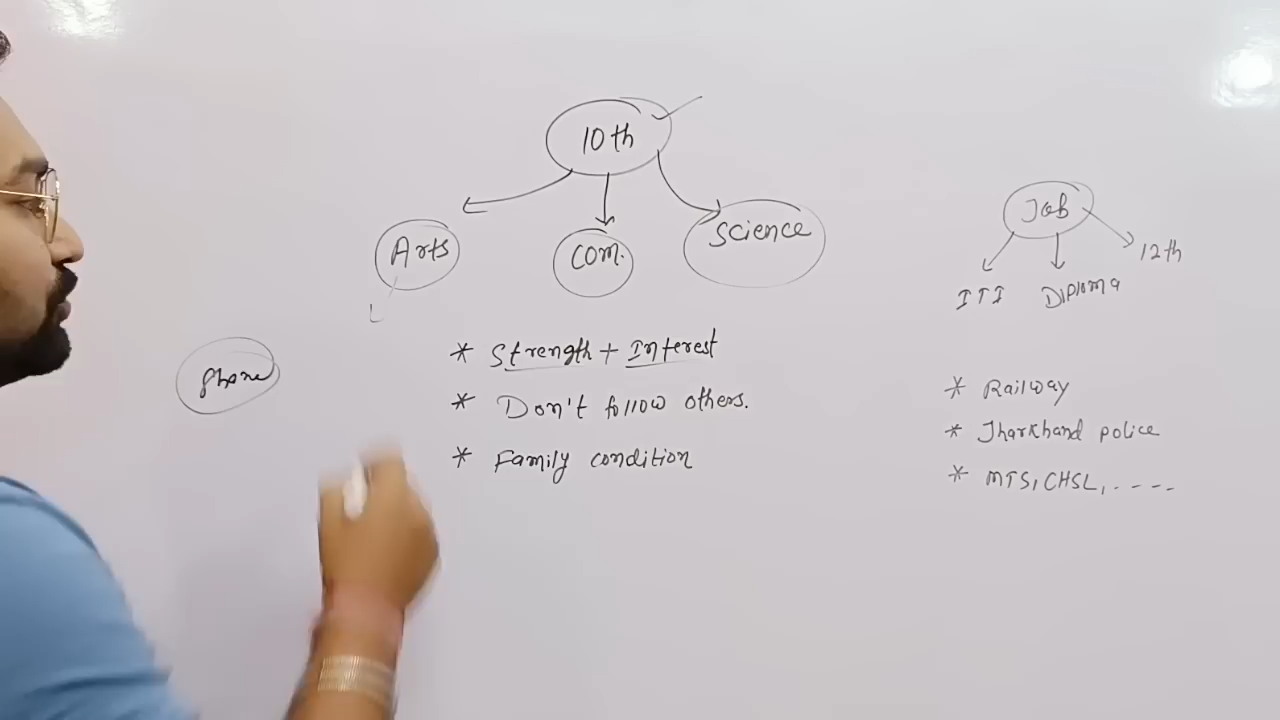 10th
Arts
Com.
Science
* Strength + Interest
* Don't follow others.
* Family condition
Phone
Job
ITI
Diploma
12th
* Railway
* Jharkhand police
* MTS, CHSL, . - - -